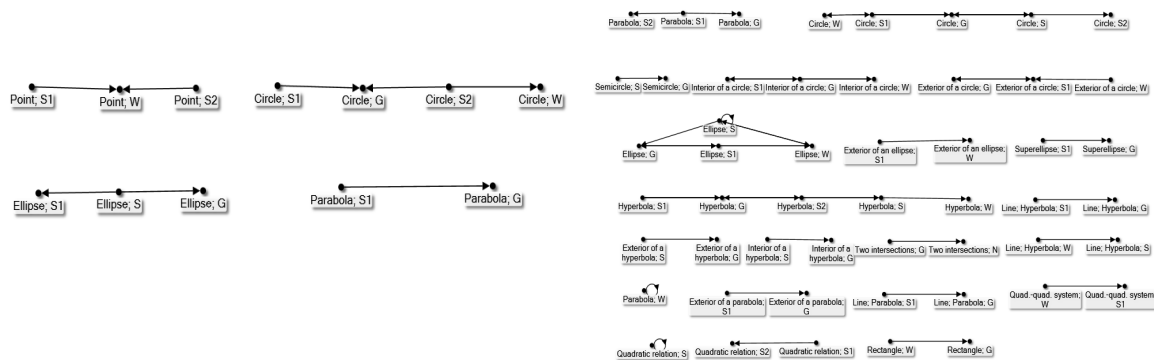 Parabola; S2 Parabola; S1 Parabola; G
Circle; W Circle; S1 Circle; G Circle; S Circle; S2
Point; S1 Point; W Point; S2
Circle; S1 Circle; G Circle; S2 Circle; W
Semicircle; S Semicircle; G Interior of a circle; S1 Interior of a circle; G Interior of a circle; W Exterior of a circle; G Exterior of a circle; S1 Exterior of a circle; W
Ellipse; S
Ellipse; G Ellipse; S1 Ellipse; W
Exterior of an ellipse;
S1
Exterior of an ellipse;
W
Superellipse; S1 Superellipse; G
Ellipse; S1 Ellipse; S Ellipse; G
Parabola; S1 Parabola; G
Hyperbola; S1 Hyperbola; G Hyperbola; S2 Hyperbola; S Hyperbola; W Line; Hyperbola; S1 Line; Hyperbola; G
Exterior of a
hyperbola; S
Exterior of a
hyperbola; G
Interior of a
hyperbola; S
Interior of a
hyperbola; G
Two intersections; G Two intersections; N Line; Hyperbola; W Line; Hyperbola; S
Parabola; W
Exterior of a parabola;
S1
Exterior of a parabola;
G
Line; Parabola; S1 Line; Parabola; G
Quad.-quad. system;
W
Quad.-quad. system
S1
Quadratic relation; S Quadratic relation; S2 Quadratic relation; S1 Rectangle; W Rectangle; G